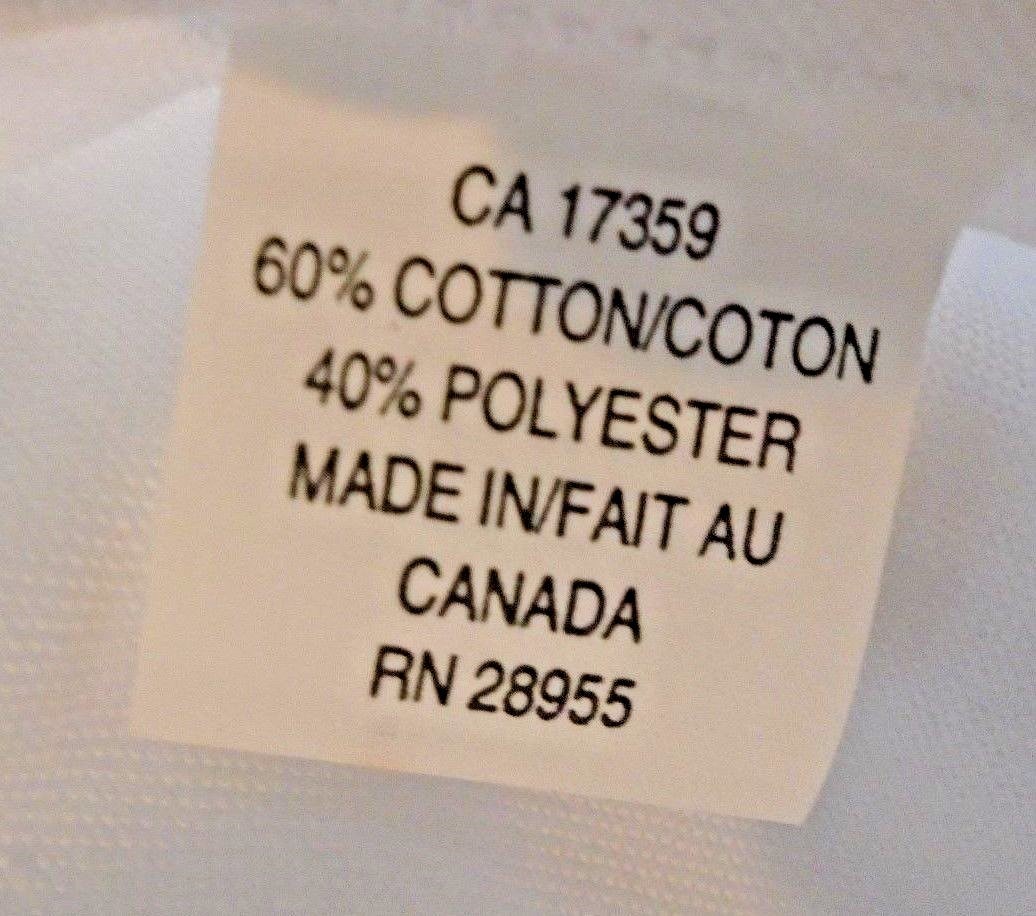 CA 17359
60% COTTON/COTON
40% POLYESTER
MADE IN/FAIT AU
CANADA
RN 28955